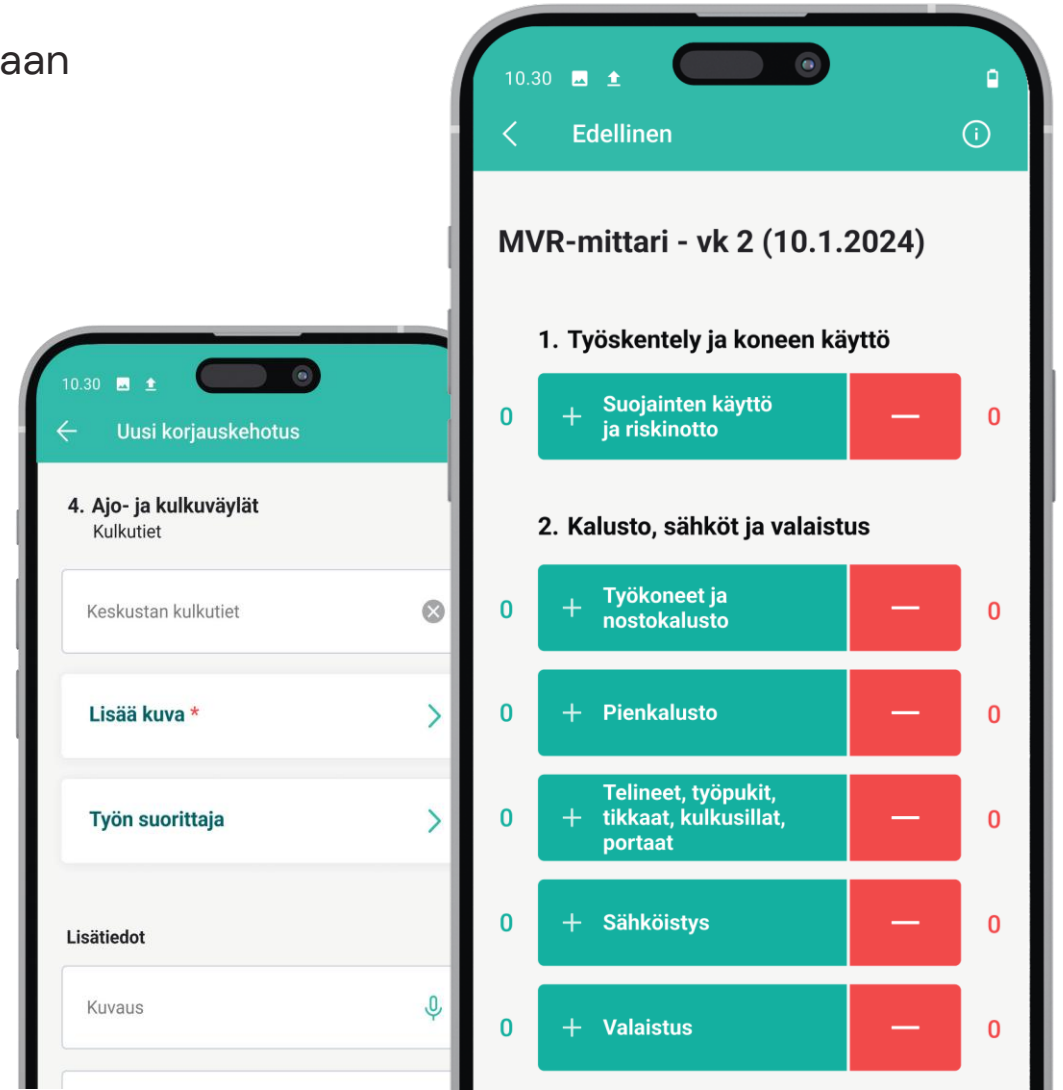 aan
10.30
Uusi korjauskehotus
4. Ajo- ja kulkuväylät
Kulkutiet
Keskustan kulkutiet
Lisää kuva *
Työn suorittaja
Lisätiedot
Kuvaus
10.30
Edellinen
MVR-mittari - vk 2 (10.1.2024)
1. Työskentely ja koneen käyttö
0 + Suojainten käyttö
ja riskinotto — 0
2. Kalusto, sähköt ja valaistus
0 + Työkoneet ja
nostokalusto — 0
0 + Pienkalusto — 0
0 + Telineet, työpukit,
tikkaat, kulkusillat,
portaat — 0
0 + Sähköistys — 0
0 + Valaistus — 0